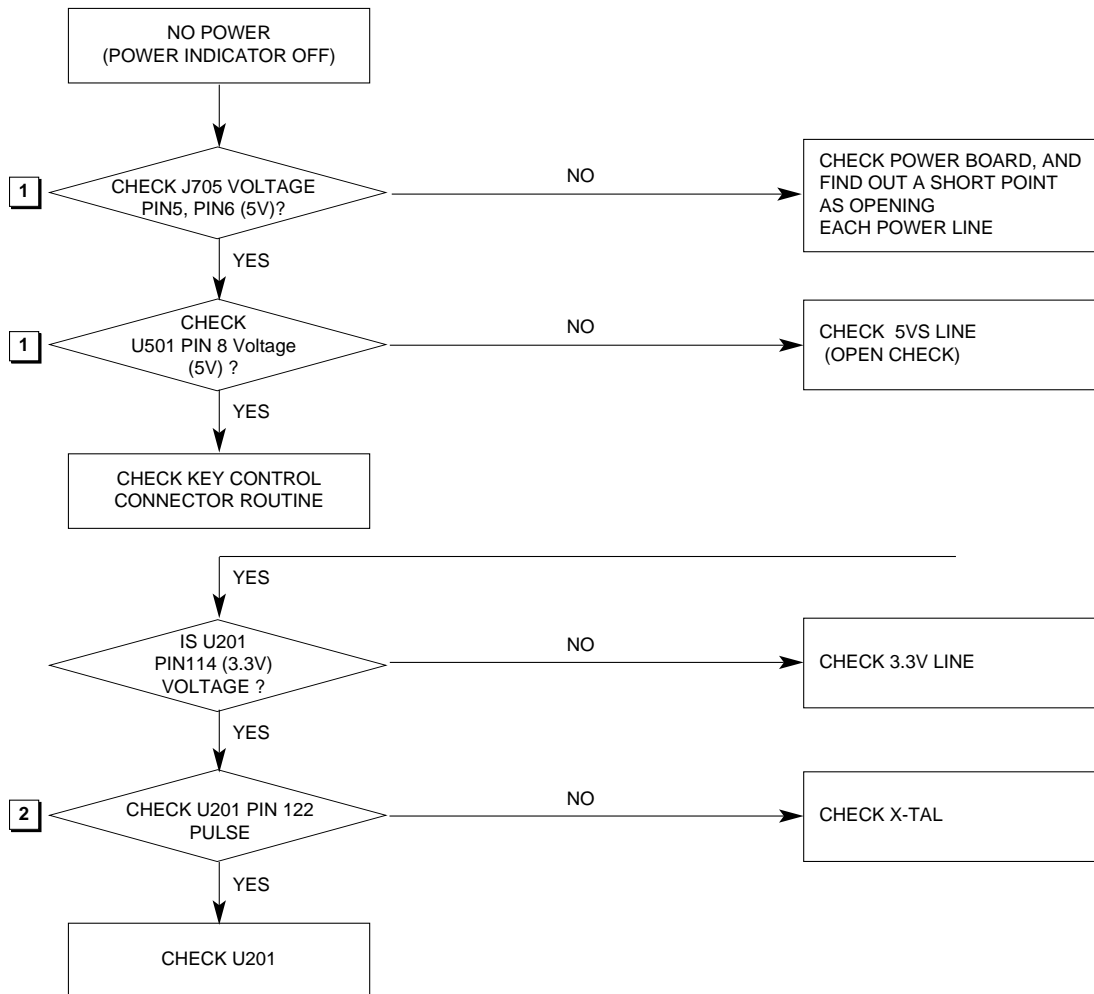 NO POWER
(POWER INDICATOR OFF)
1
CHECK J705 VOLTAGE
PIN5, PIN6 (5V)?
NO
CHECK POWER BOARD, AND
FIND OUT A SHORT POINT
AS OPENING
EACH POWER LINE
YES
1
CHECK
U501 PIN 8 Voltage
(5V) ?
NO
CHECK 5VS LINE
(OPEN CHECK)
YES
CHECK KEY CONTROL
CONNECTOR ROUTINE
YES
IS U201
PIN114 (3.3V)
VOLTAGE ?
NO
CHECK 3.3V LINE
YES
2
CHECK U201 PIN 122
PULSE
NO
CHECK X-TAL
YES
CHECK U201